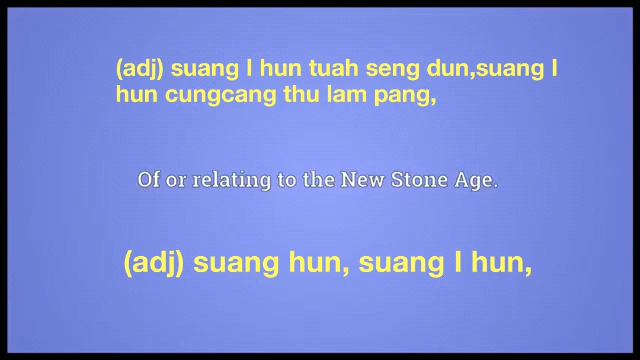 (adj) suang I hun tuah seng dun,suang I
hun cungcang thu lam pang,
Of or relating to the New Stone Age.
(adj) suang hun, suang I hun,